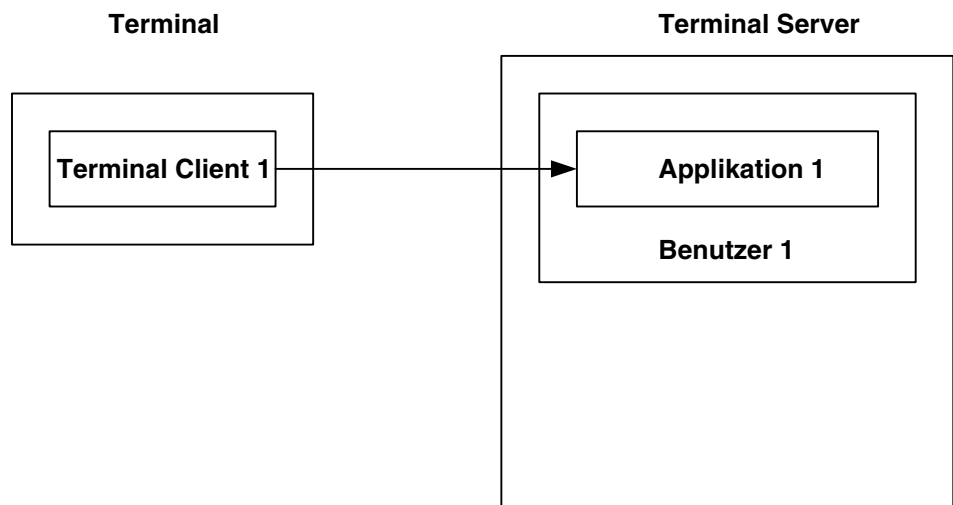 Terminal
Terminal Server
Terminal Client 1
Applikation 1
Benutzer 1